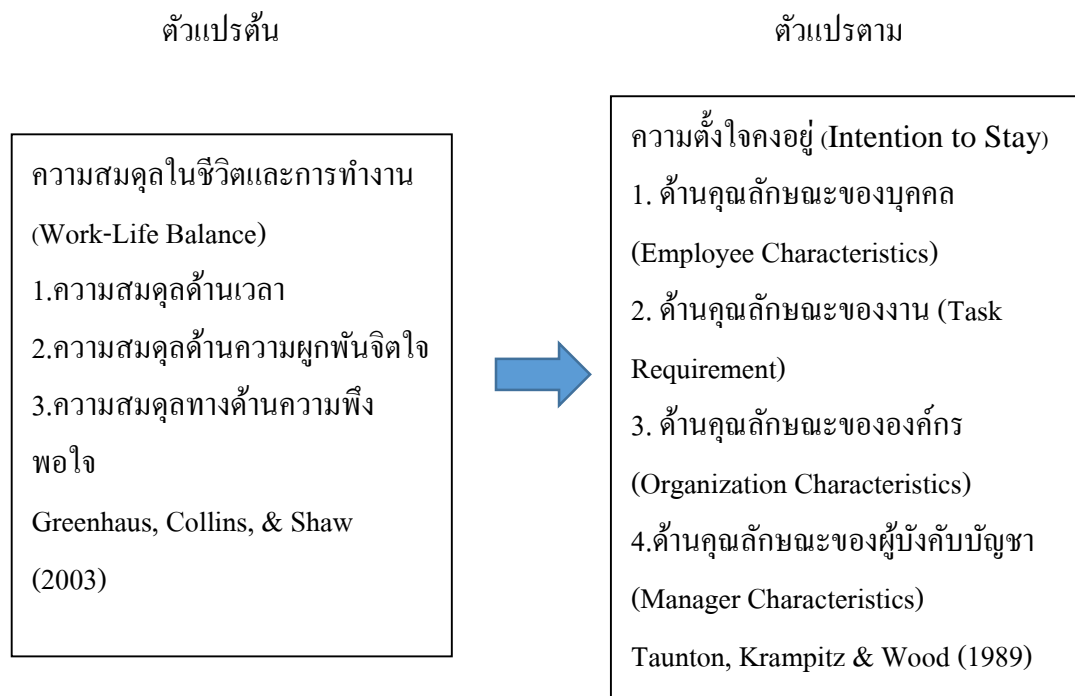 ตัวแปรต้น
ตัวแปรตาม
ความสมดุลในชีวิตและการทำงาน
(Work-Life Balance)
1.ความสมดุลด้านเวลา
2.ความสมดุลด้านความผูกพันจิตใจ
3.ความสมดุลทางด้านความพึง
พอใจ
Greenhaus, Collins, & Shaw
(2003)
ความตั้งใจคงอยู่ (Intention to Stay)
1. ด้านคุณลักษณะของบุคคล
(Employee Characteristics)
2. ด้านคุณลักษณะของงาน (Task
Requirement)
3. ด้านคุณลักษณะขององค์กร
(Organization Characteristics)
4.ด้านคุณลักษณะของผู้บังคับบัญชา
(Manager Characteristics)
Taunton, Krampitz & Wood (1989)